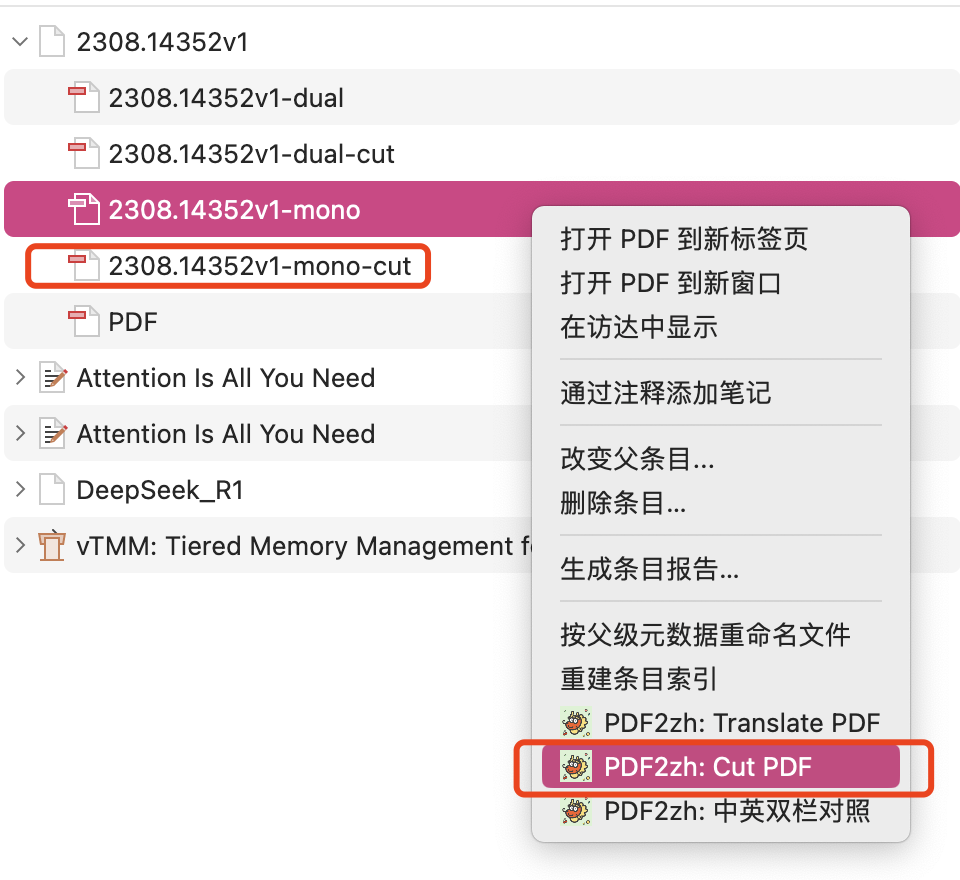 2308.14352v1
2308.14352v1-dual
2308.14352v1-dual-cut
2308.14352v1-mono
2308.14352v1-mono-cut
PDF
Attention Is All You Need
Attention Is All You Need
DeepSeek_R1
vTMM: Tiered Memory Management
打开 PDF 到新标签页
打开 PDF 到新窗口
在访达中显示
通过注释添加笔记
改变父条目...
删除条目...
生成条目报告...
按父级元数据重命名文件
重建条目索引
PDF2zh: Translate PDF
PDF2zh: Cut PDF
PDF2zh: 中英双栏对照